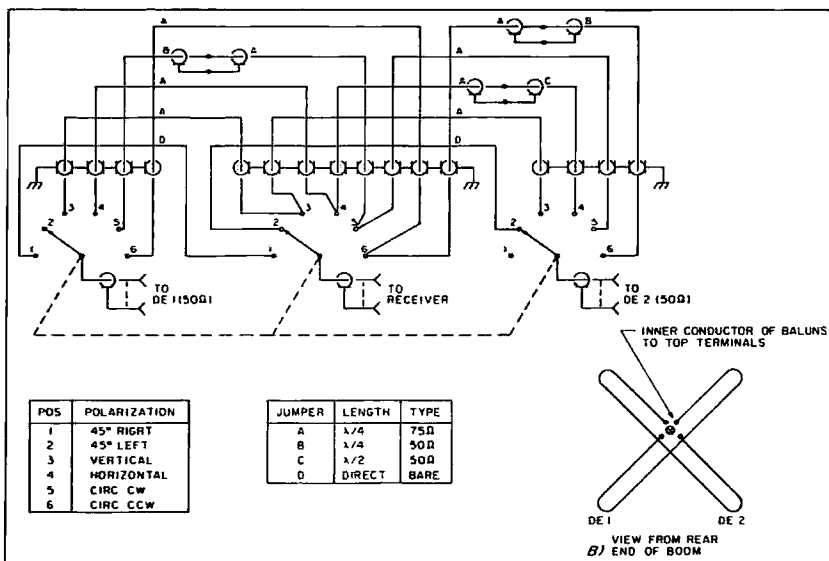 A
A
B
B
A
A
A
A
C
A
A
D
D
3
4
2
5
1
6
3
4
2
5
1
6
3
4
2
5
1
6
TO
DE 1 (50Ω)
TO
RECEIVER
TO
DE 2 (50Ω)
INNER CONDUCTOR OF BALUNS
TO TOP TERMINALS
POS POLARIZATION
1 45° RIGHT
2 45° LEFT
3 VERTICAL
4 HORIZONTAL
5 CIRC CW
6 CIRC CCW
JUMPER LENGTH TYPE
A λ/4 75Ω
B λ/4 50Ω
C λ/2 50Ω
D DIRECT BARE
DE 1
DE 2
B) VIEW FROM REAR
END OF BOOM